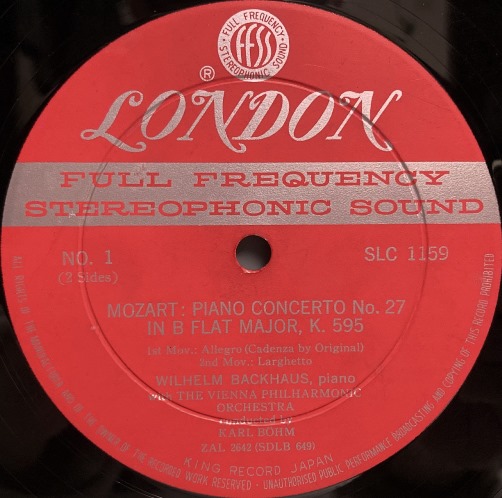 FULL FREQUENCY
ffss
STEREOPHONIC SOUND
®
LONDON
FULL FREQUENCY
STEREOPHONIC SOUND
NO. 1
SLC 1159
(2 Sides)
MOZART: PIANO CONCERTO No. 27
IN B FLAT MAJOR, K. 595
1st Mov.: Allegro (Cadenza by Original)
2nd Mov.: Larghetto
WILHELM BACKHAUS, piano
with THE VIENNA PHILHARMONIC
ORCHESTRA
conducted by
KARL BÖHM
ZAL 2642 (SDLB 649)
KING RECORD JAPAN
ALL RIGHTS OF THE MANUFACTURER AND OF THE OWNER OF THE RECORDED WORK RESERVED - UNAUTHORISED PUBLIC PERFORMANCE BROADCASTING AND COPYING OF THIS RECORD PROHIBITED